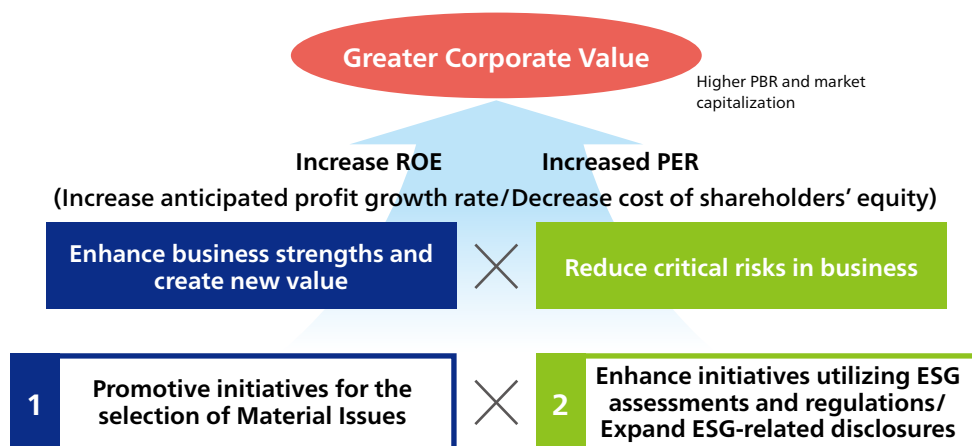 Greater Corporate Value
Higher PBR and market
capitalization
Increase ROE
Increased PER
(Increase anticipated profit growth rate/Decrease cost of shareholders’ equity)
Enhance business strengths and
create new value
Reduce critical risks in business
1
Promotive initiatives for the
selection of Material Issues
2
Enhance initiatives utilizing ESG
assessments and regulations/
Expand ESG-related disclosures